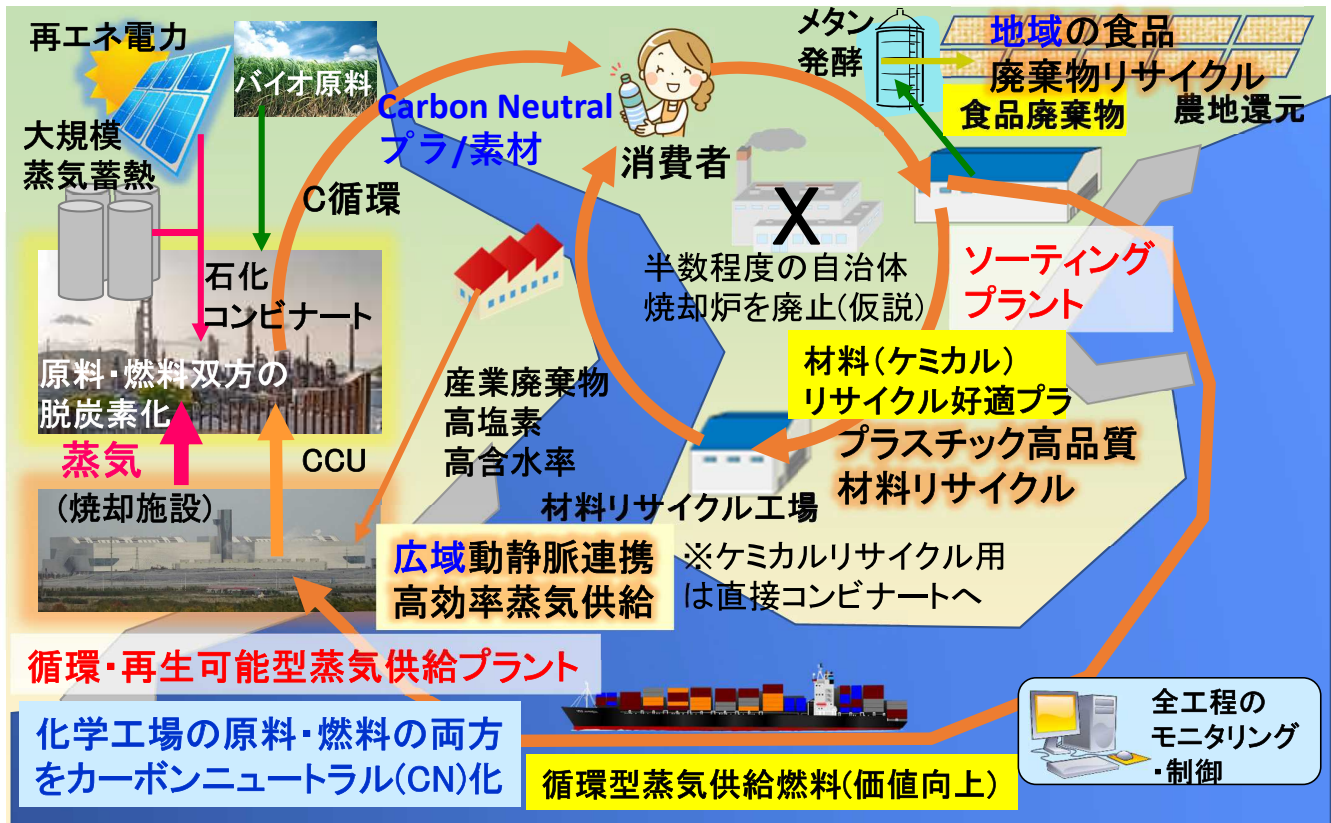 再エネ電力
バイオ原料
大規模
蒸気蓄熱
Carbon Neutral
プラ/素材
C循環
消費者
メタン
発酵
地域の食品
廃棄物リサイクル
食品廃棄物
農地還元
石化
コンビナート
原料・燃料双方の
脱炭素化
蒸気
CCU
(焼却施設)
X
半数程度の自治体
焼却炉を廃止(仮説)
ソーティング
プラント
材料(ケミカル)
リサイクル好適プラ
プラスチック高品質
材料リサイクル
産業廃棄物
高塩素
高含水率
材料リサイクル工場
※ケミカルリサイクル用
は直接コンビナートへ
広域動静脈連携
高効率蒸気供給
循環・再生可能型蒸気供給プラント
化学工場の原料・燃料の両方
をカーボンニュートラル(CN)化
循環型蒸気供給燃料(価値向上)
全工程の
モニタリング
・制御